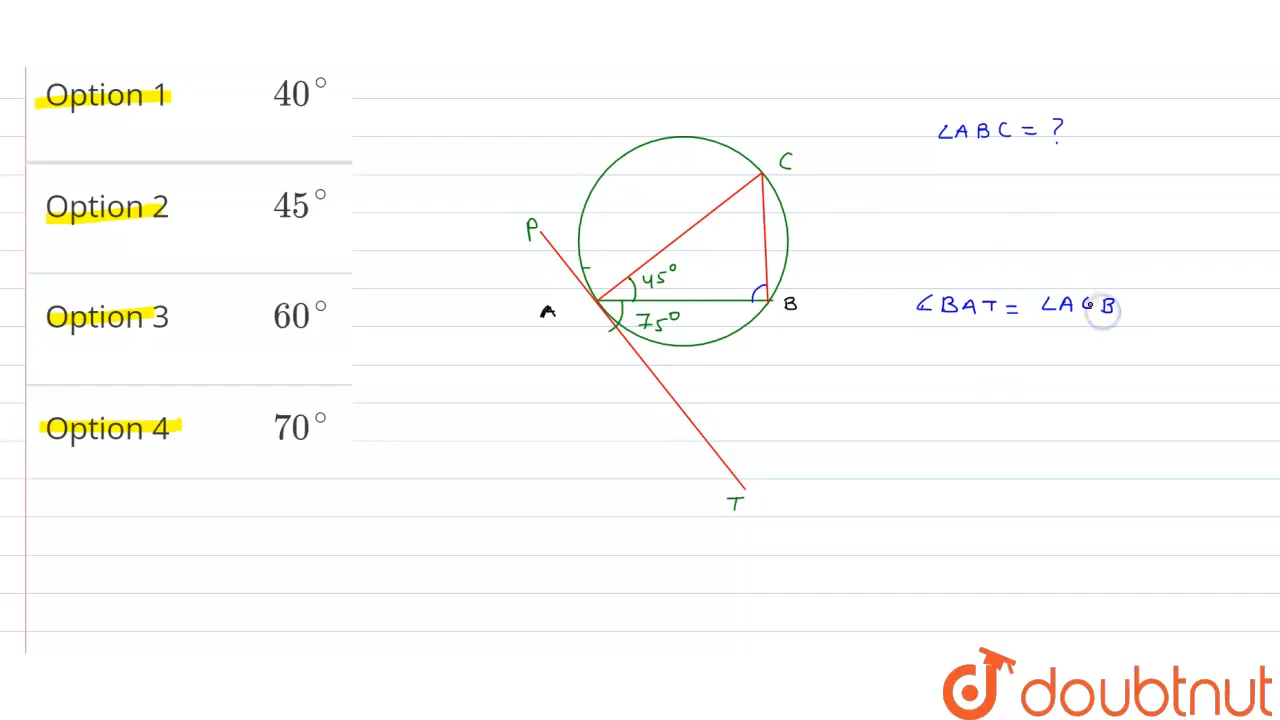 Option 1 40°
Option 2 45°
Option 3 60°
Option 4 70°
∠ABC = ?
C
P
45°
A
B
75°
∠BAT = ∠ACB
T
doubtnut